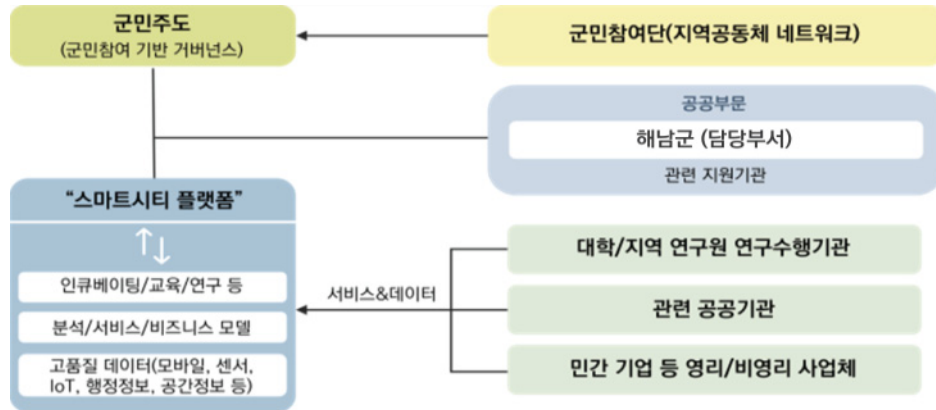 군민주도
(군민참여 기반 거버넌스)
군민참여단(지역공동체 네트워크)
공공부문
해남군 (담당부서)
관련 지원기관
“스마트시티 플랫폼”
인큐베이팅/교육/연구 등
분석/서비스/비즈니스 모델
고품질 데이터(모바일, 센서,
IoT, 행정정보, 공간정보 등)
서비스&데이터
대학/지역 연구원 연구수행기관
관련 공공기관
민간 기업 등 영리/비영리 사업체